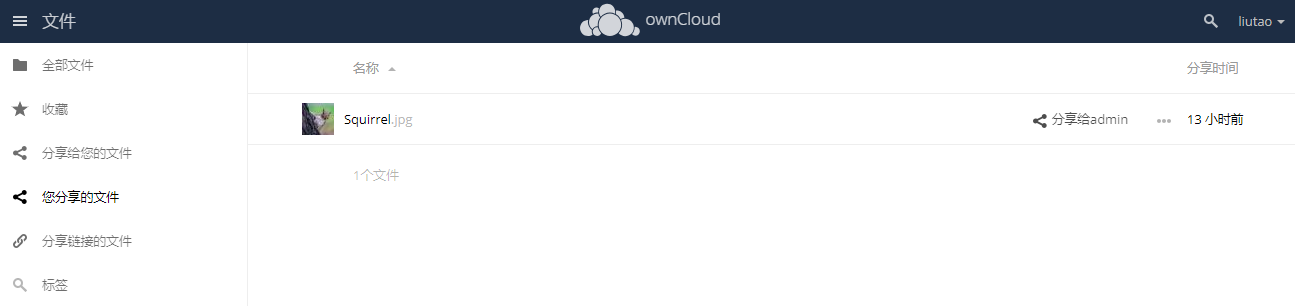 文件
ownCloud
liutao
全部文件
收藏
分享给您的文件
您分享的文件
分享链接的文件
标签
名称
分享时间
Squirrel.jpg
分享给admin
13 小时前
1个文件